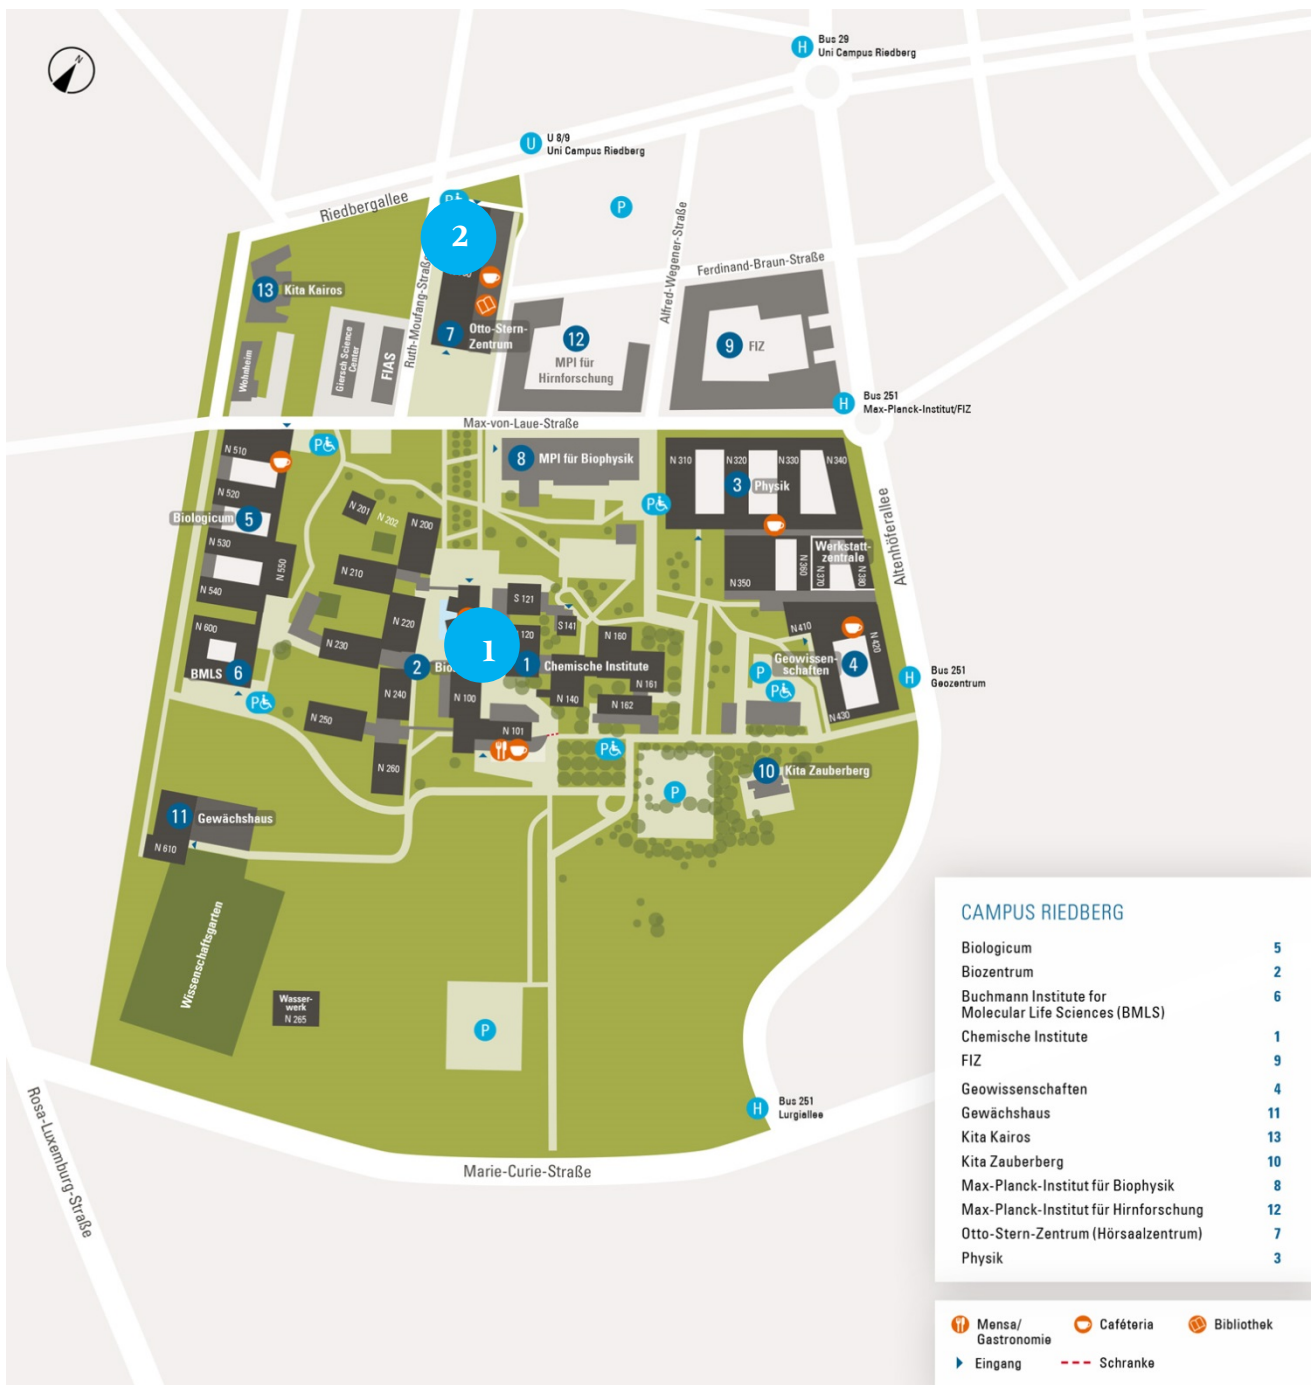 N
H
Bus 29
Uni Campus Riedberg
U
U 8/9
Uni Campus Riedberg
Riedbergallee
P
2
P
Ruth-Moufang-Straße
Alfred-Wegener-Straße
Ferdinand-Braun-Straße
13 Kita Kairos
7 Otto-Stern-
Zentrum
12
MPI für
Hirnforschung
9 FIZ
Wohnheim
Giersch Science
Center
FIAS
H
Bus 251
Max-Planck-Institut/FIZ
Max-von-Laue-Straße
N 510
P
8 MPI für Biophysik
N 310
N 320
N 330
N 340
3 Physik
N 520
Biologicum 5
N 201
N 202
N 200
P
Altenhöferallee
N 530
N 550
N 540
N 210
Werkstatt-
zentrale
N 350
N 360
N 370
N 380
N 600
N 220
S 121
S 141
N 160
N 410
N 420
BMLS 6
N 230
2
1
120
1 Chemische Institute
Geowissen-
schaften 4
P
P
H
Bus 251
Geozentrum
P
N 240
N 100
N 140
N 161
N 162
N 430
N 250
N 101
P
N 260
10 Kita Zauberberg
P
11 Gewächshaus
N 610
Wissenschaftsgarten
Wasser-
werk
N 265
P
H
Bus 251
Lurgiallee
Rosa-Luxemburg-Straße
Marie-Curie-Straße
CAMPUS RIEDBERG
Biologicum 5
Biozentrum 2
Buchmann Institute for 6
Molecular Life Sciences (BMLS)
Chemische Institute 1
FIZ 9
Geowissenschaften 4
Gewächshaus 11
Kita Kairos 13
Kita Zauberberg 10
Max-Planck-Institut für Biophysik 8
Max-Planck-Institut für Hirnforschung 12
Otto-Stern-Zentrum (Hörsaalzentrum) 7
Physik 3
Mensa/
Gastronomie
Caféteria
Bibliothek
Eingang
Schranke